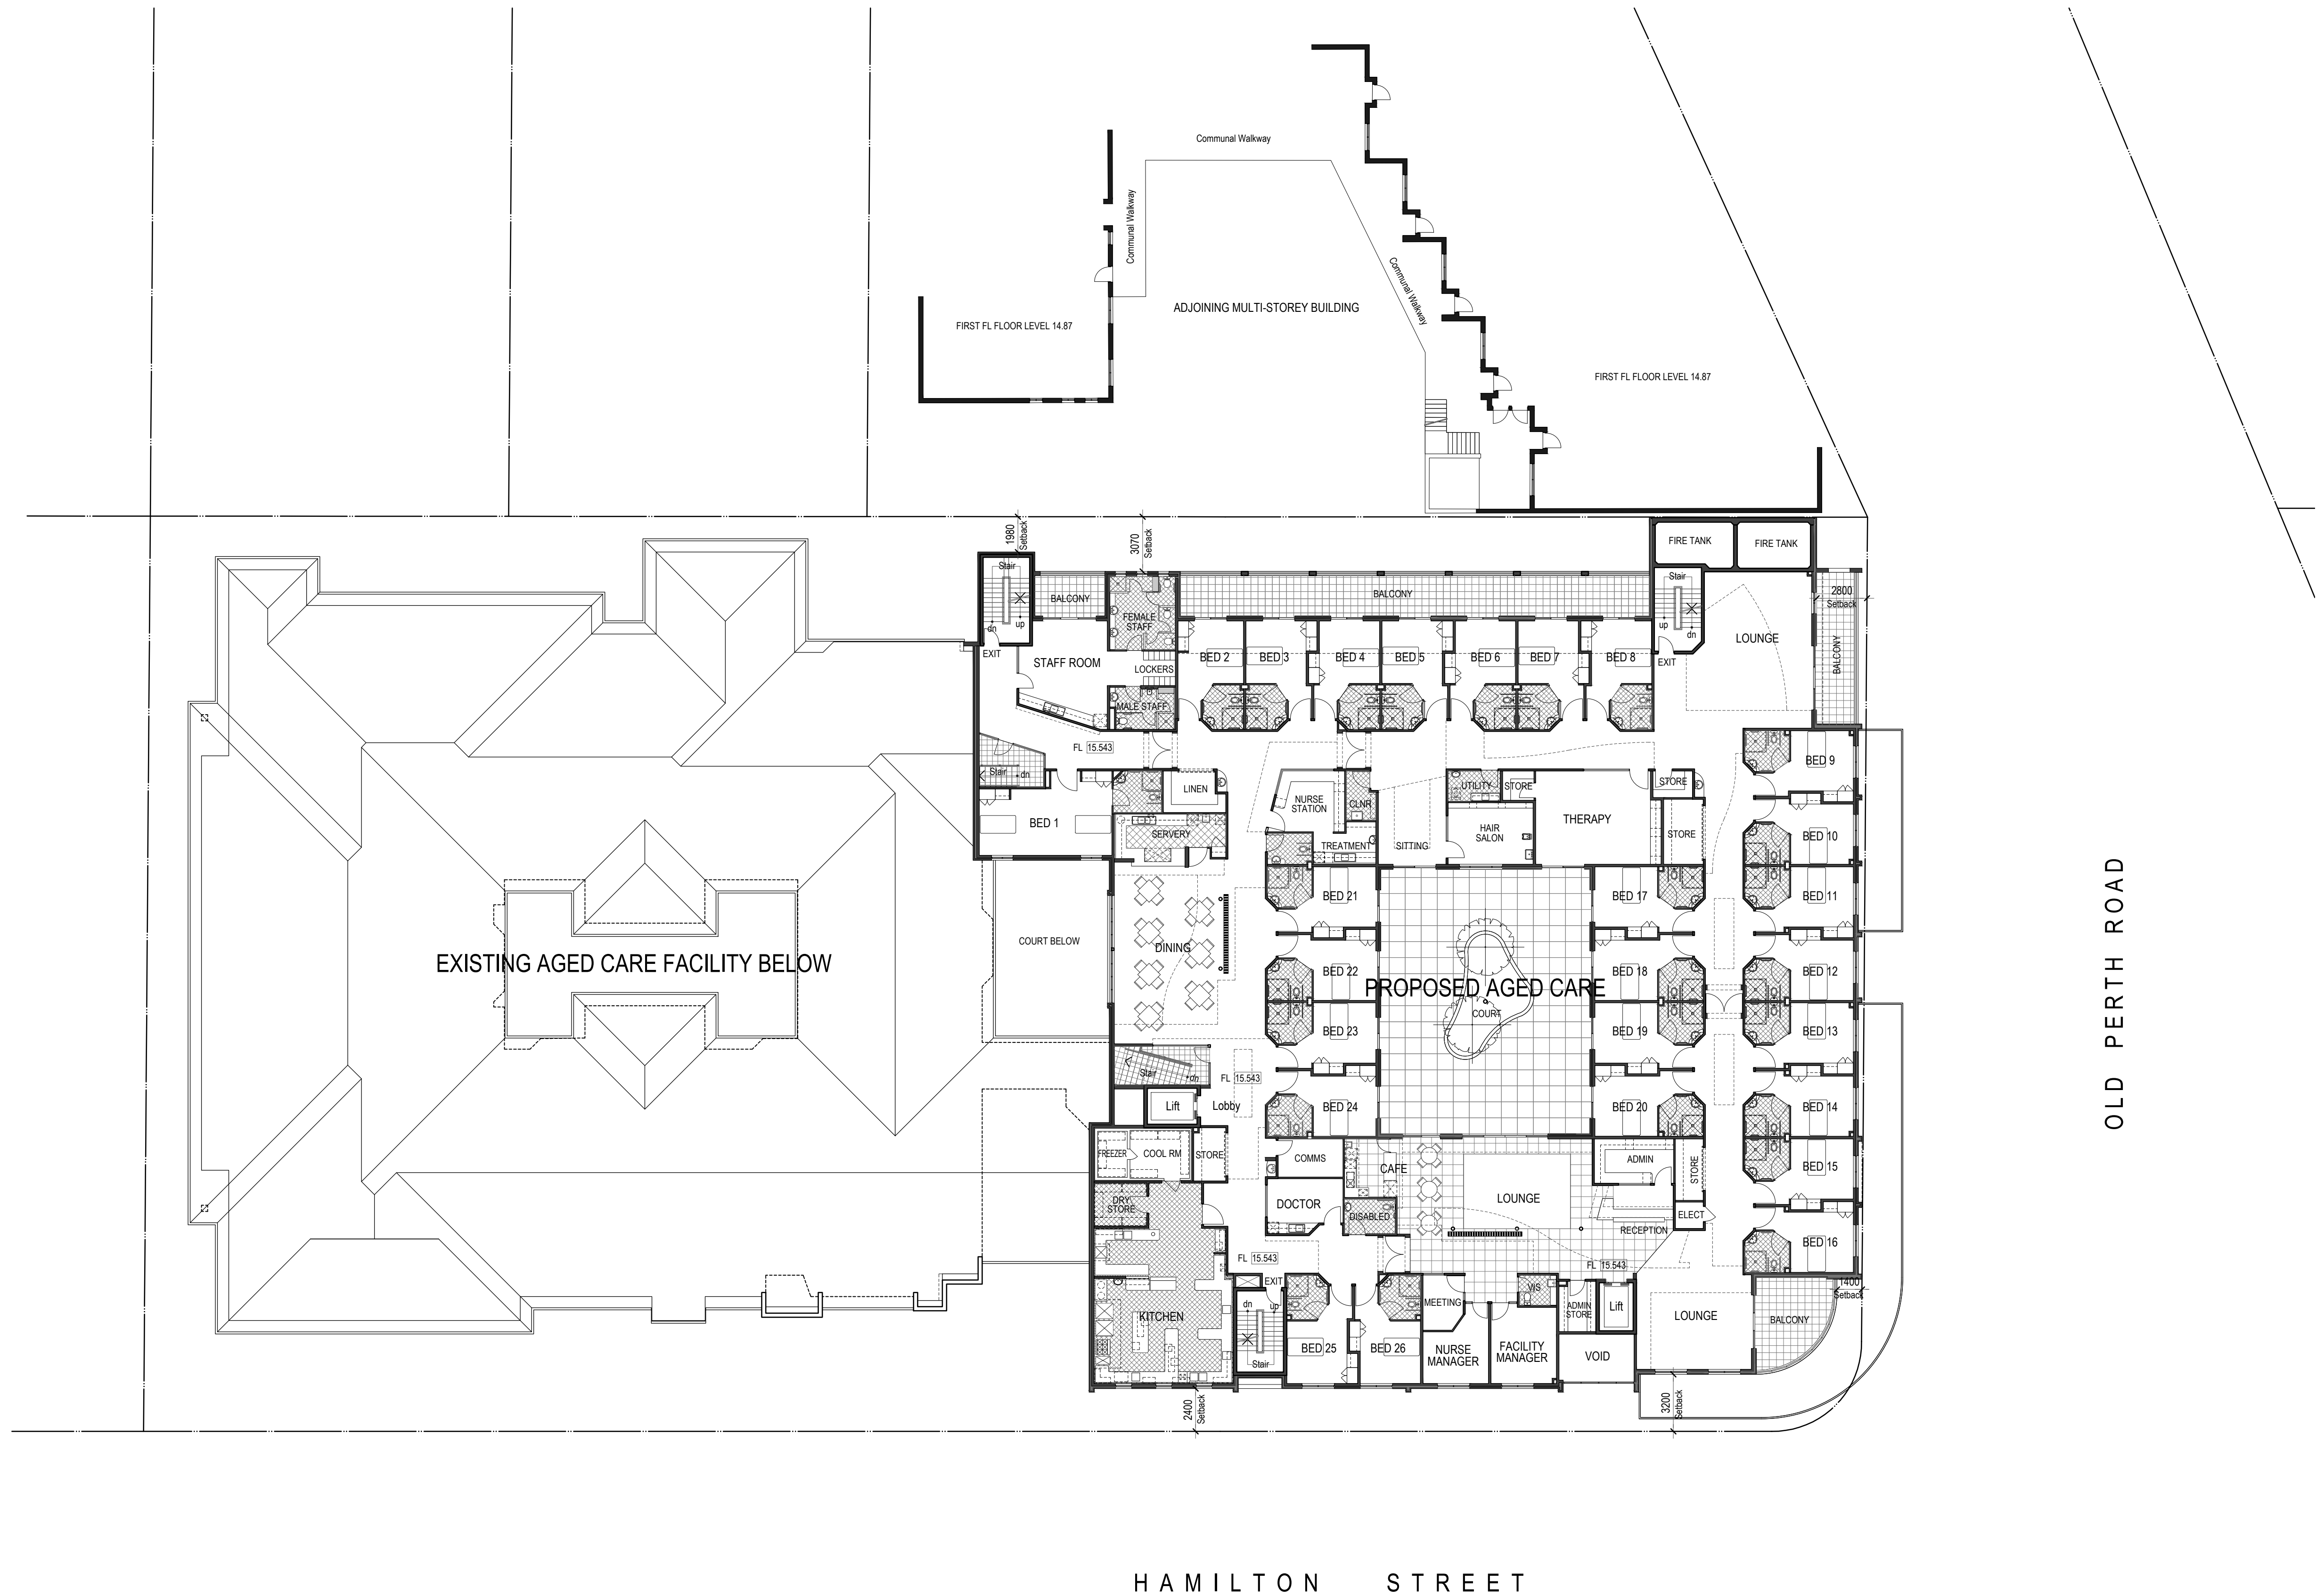 Communal Walkway
Communal Walkway
Communal Walkway
ADJOINING MULTI-STOREY BUILDING
FIRST FL FLOOR LEVEL 14.87
FIRST FL FLOOR LEVEL 14.87
1980
Setback
3070
Setback
FIRE TANK
FIRE TANK
Stair
dn
up
EXIT
BALCONY
FEMALE
STAFF
BALCONY
Stair
up
dn
EXIT
LOUNGE
2800
Setback
BALCONY
STAFF ROOM
LOCKERS
MALE STAFF
BED 2
BED 3
BED 4
BED 5
BED 6
BED 7
BED 8
FL 15.543
Stair
dn
BED 1
LINEN
SERVERY
NURSE
STATION
CLNR
TREATMENT
SITTING
UTILITY
STORE
HAIR
SALON
THERAPY
STORE
STORE
BED 9
BED 10
BED 11
BED 12
BED 13
BED 14
BED 15
BED 16
BED 17
BED 18
BED 19
BED 20
BED 21
BED 22
BED 23
BED 24
EXISTING AGED CARE FACILITY BELOW
COURT BELOW
DINING
PROPOSED AGED CARE
COURT
Stair
dn
FL 15.543
Lift
Lobby
FREEZER
COOL RM
STORE
COMMS
CAFE
ADMIN
STORE
DRY
STORE
DOCTOR
DISABLED
LOUNGE
RECEPTION
ELECT
FL 15.543
FL 15.543
EXIT
dn
up
Stair
KITCHEN
BED 25
BED 26
MEETING
NURSE
MANAGER
VIS
FACILITY
MANAGER
ADMIN
STORE
Lift
VOID
LOUNGE
BALCONY
1400
Setback
2400
Setback
3200
Setback
OLD PERTH ROAD
HAMILTON STREET